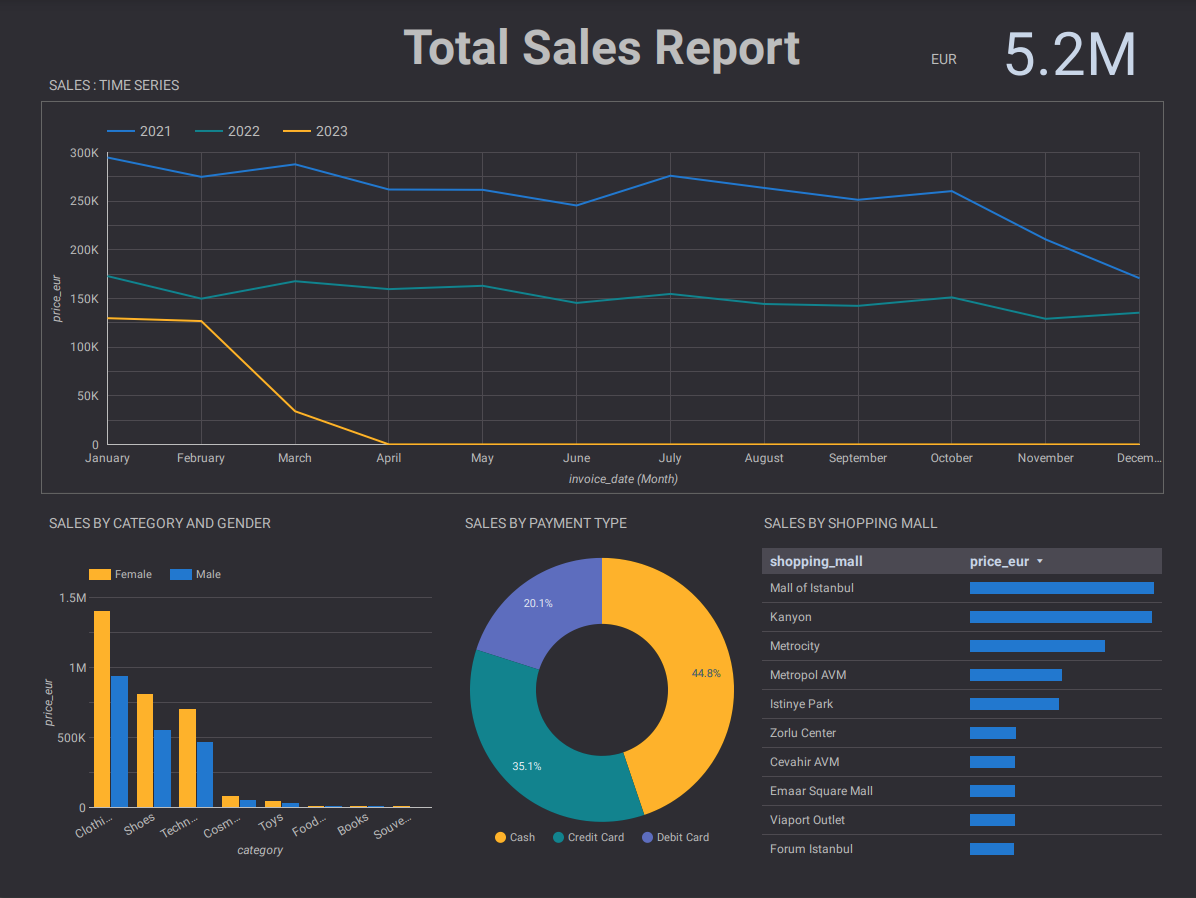 Total Sales Report
EUR
5.2M
SALES : TIME SERIES
2021 2022 2023
300K
250K
200K
150K
100K
50K
0
price_eur
January February March April May June July August September October November Decem...
invoice_date (Month)
SALES BY CATEGORY AND GENDER
Female Male
1.5M
1M
500K
0
price_eur
Clothi... Shoes Techn... Cosm... Toys Food... Books Souve...
category
SALES BY PAYMENT TYPE
20.1%
44.8%
35.1%
Cash Credit Card Debit Card
SALES BY SHOPPING MALL
shopping_mall price_eur
Mall of Istanbul
Kanyon
Metrocity
Metropol AVM
Istinye Park
Zorlu Center
Cevahir AVM
Emaar Square Mall
Viaport Outlet
Forum Istanbul